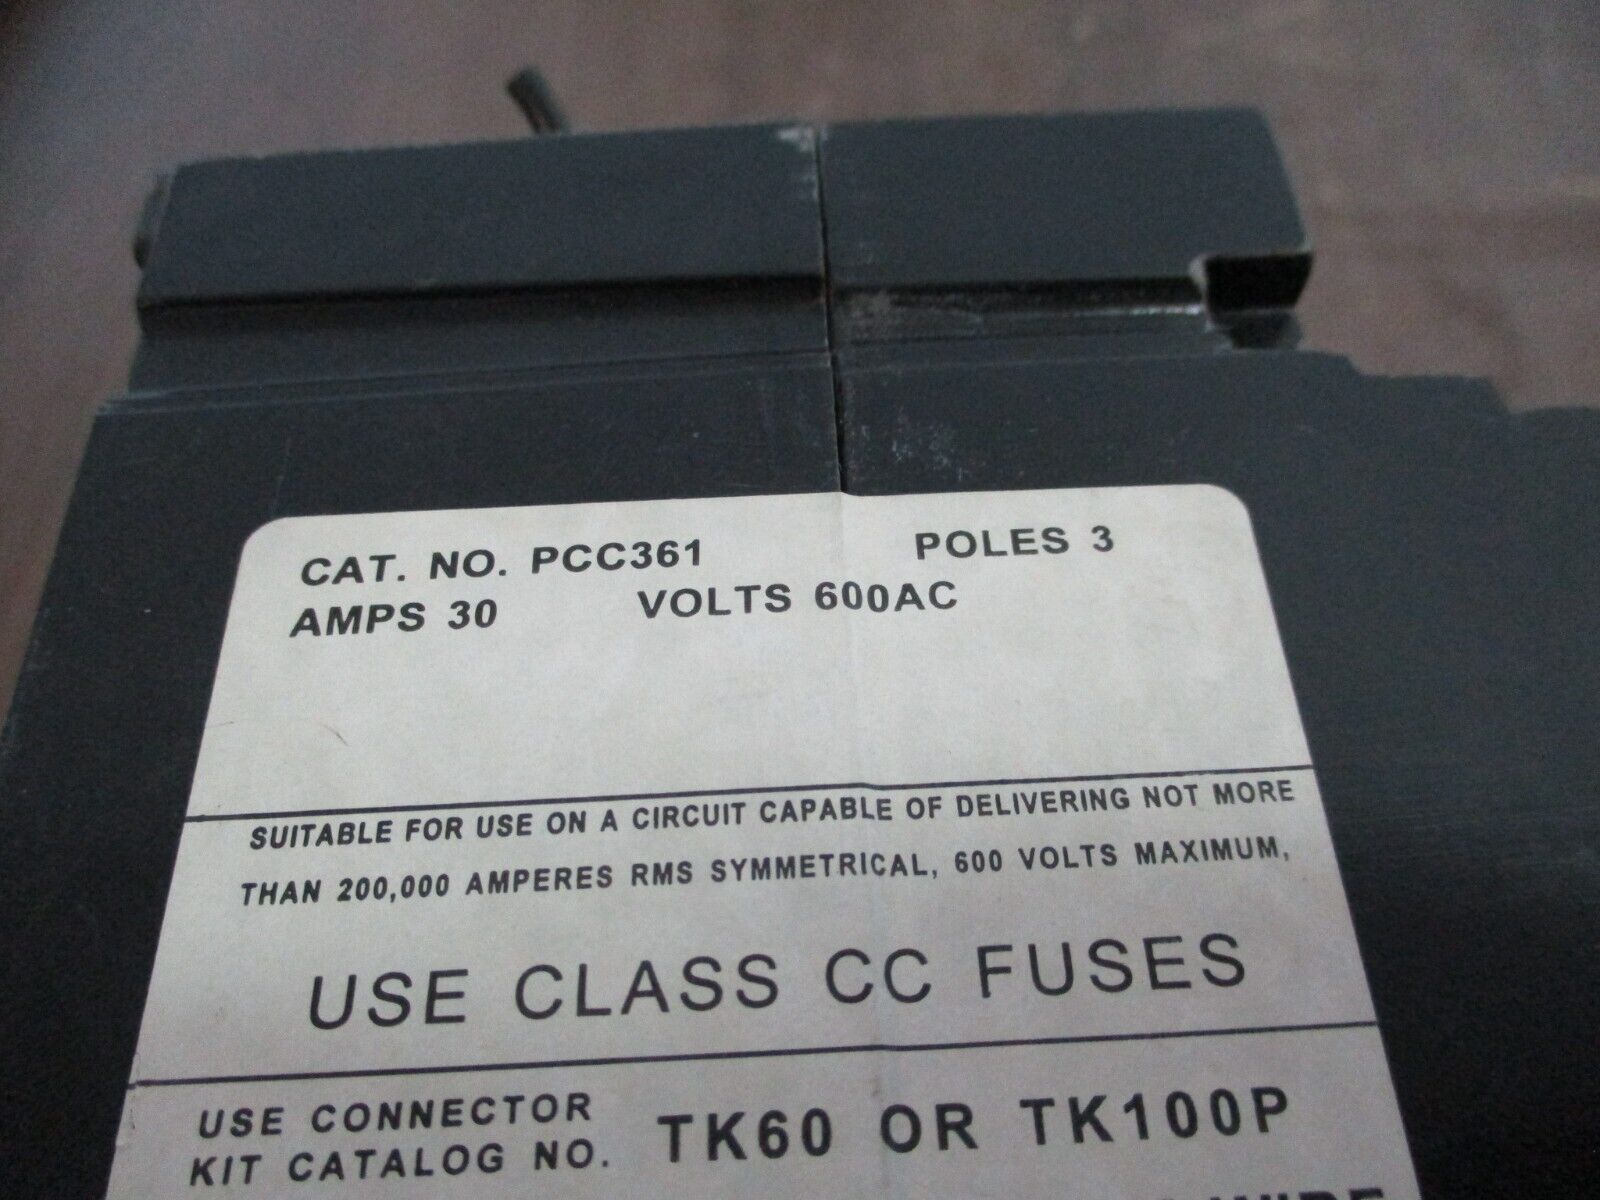 CAT. NO. PCC361 POLES 3
AMPS 30 VOLTS 600AC
SUITABLE FOR USE ON A CIRCUIT CAPABLE OF DELIVERING NOT MORE
THAN 200,000 AMPERES RMS SYMMETRICAL, 600 VOLTS MAXIMUM,
USE CLASS CC FUSES
USE CONNECTOR
KIT CATALOG NO. TK60 OR TK100P
WIRE